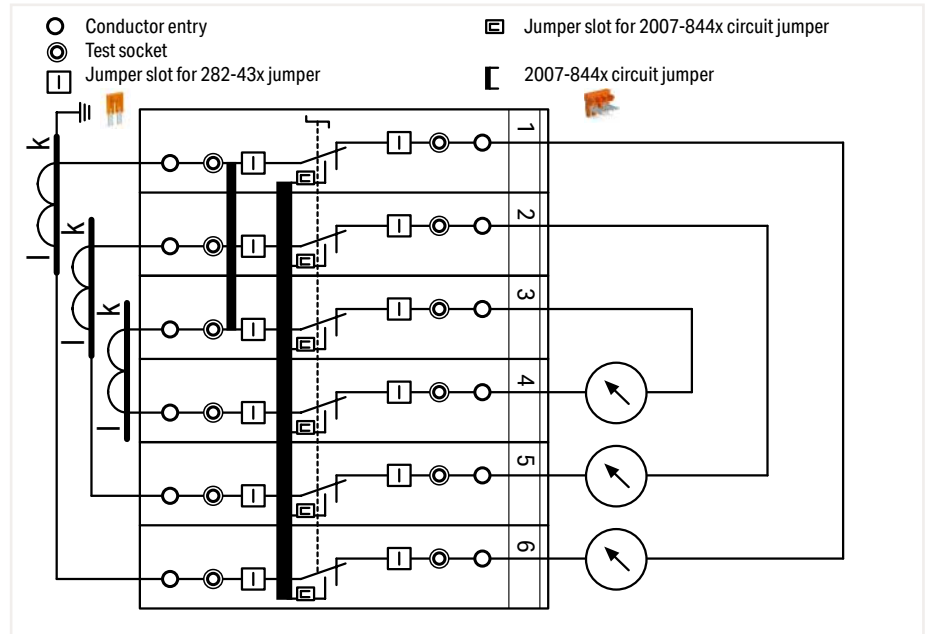 Conductor entry
Test socket
Jumper slot for 282-43x jumper
Jumper slot for 2007-844x circuit jumper
2007-844x circuit jumper
k
l
k
l
k
l
1
2
3
4
5
6